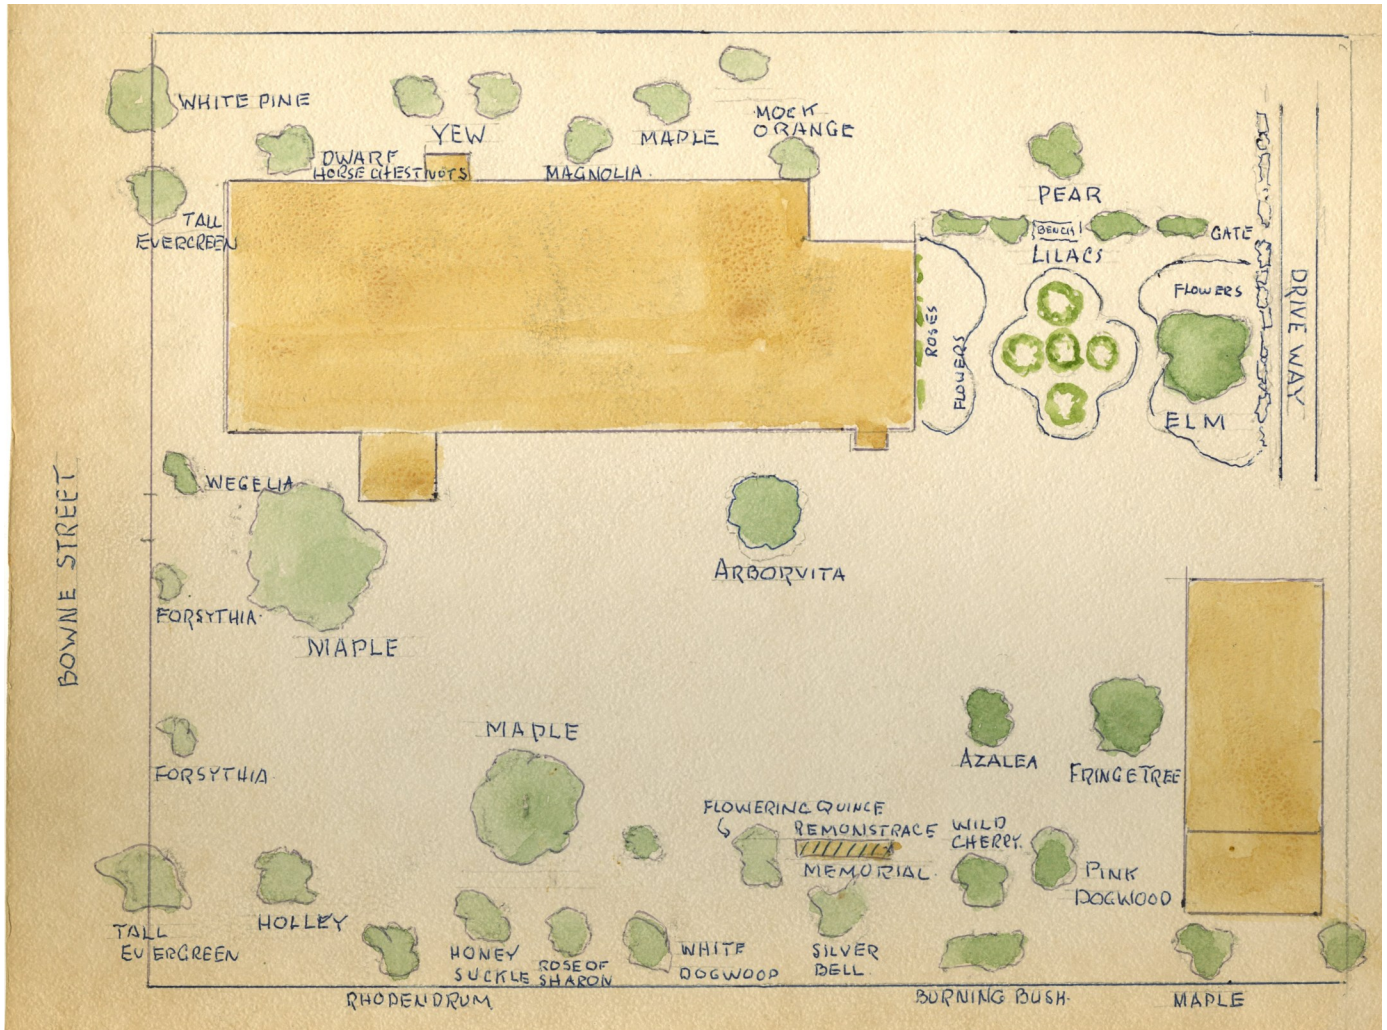 WHITE PINE
YEW
MAPLE
MOCK
ORANGE
DWARF
HORSE CHESTNUTS
MAGNOLIA
PEAR
TALL
EVERGREEN
BENCH
GATE
LILACS
FLOWERS
DRIVE WAY
ROSES
FLOWERS
ELM
WEGELIA
BOWNE STREET
ARBORVITA
FORSYTHIA
MAPLE
MAPLE
FORSYTHIA
AZALEA
FRINGETREE
FLOWERING QUINCE
REMONSTRACE
MEMORIAL
WILD
CHERRY
PINK
DOGWOOD
HOLLEY
TALL
EVERGREEN
HONEY
SUCKLE
ROSE OF
SHARON
WHITE
DOGWOOD
SILVER
BELL
RHODENDRUM
BURNING BUSH
MAPLE